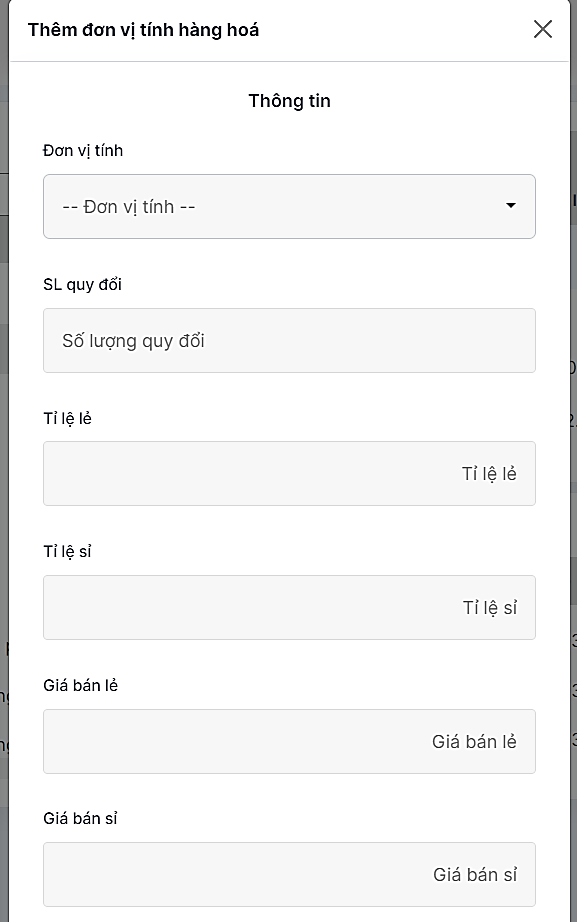 Thêm đơn vị tính hàng hoá
Thông tin
Đơn vị tính
-- Đơn vị tính --
SL quy đổi
Số lượng quy đổi
Tỉ lệ lẻ
Tỉ lệ lẻ
Tỉ lệ sỉ
Tỉ lệ sỉ
Giá bán lẻ
Giá bán lẻ
Giá bán sỉ
Giá bán sỉ